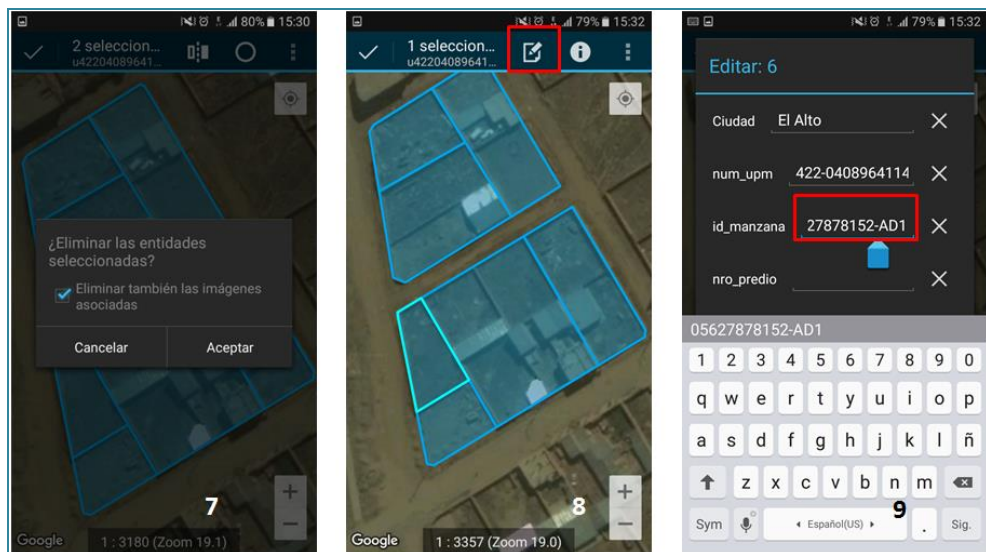 80% 15:30
2 seleccion...
u42204089641...
¿Eliminar las entidades
seleccionadas?
Eliminar también las imágenes
asociadas
Cancelar Aceptar
7
Google 1 : 3180 (Zoom 19.1)
79% 15:32
1 seleccion...
u42204089641...
8
Google 1 : 3357 (Zoom 19.0)
79% 15:32
Editar: 6
Ciudad El Alto
num_upm 422-0408964114
id_manzana 27878152-AD1
nro_predio
05627878152-AD1
1 2 3 4 5 6 7 8 9 0
q w e r t y u i o p
a s d f g h j k l ñ
z x c v b n m
Sym Español(US) . Sig.
9